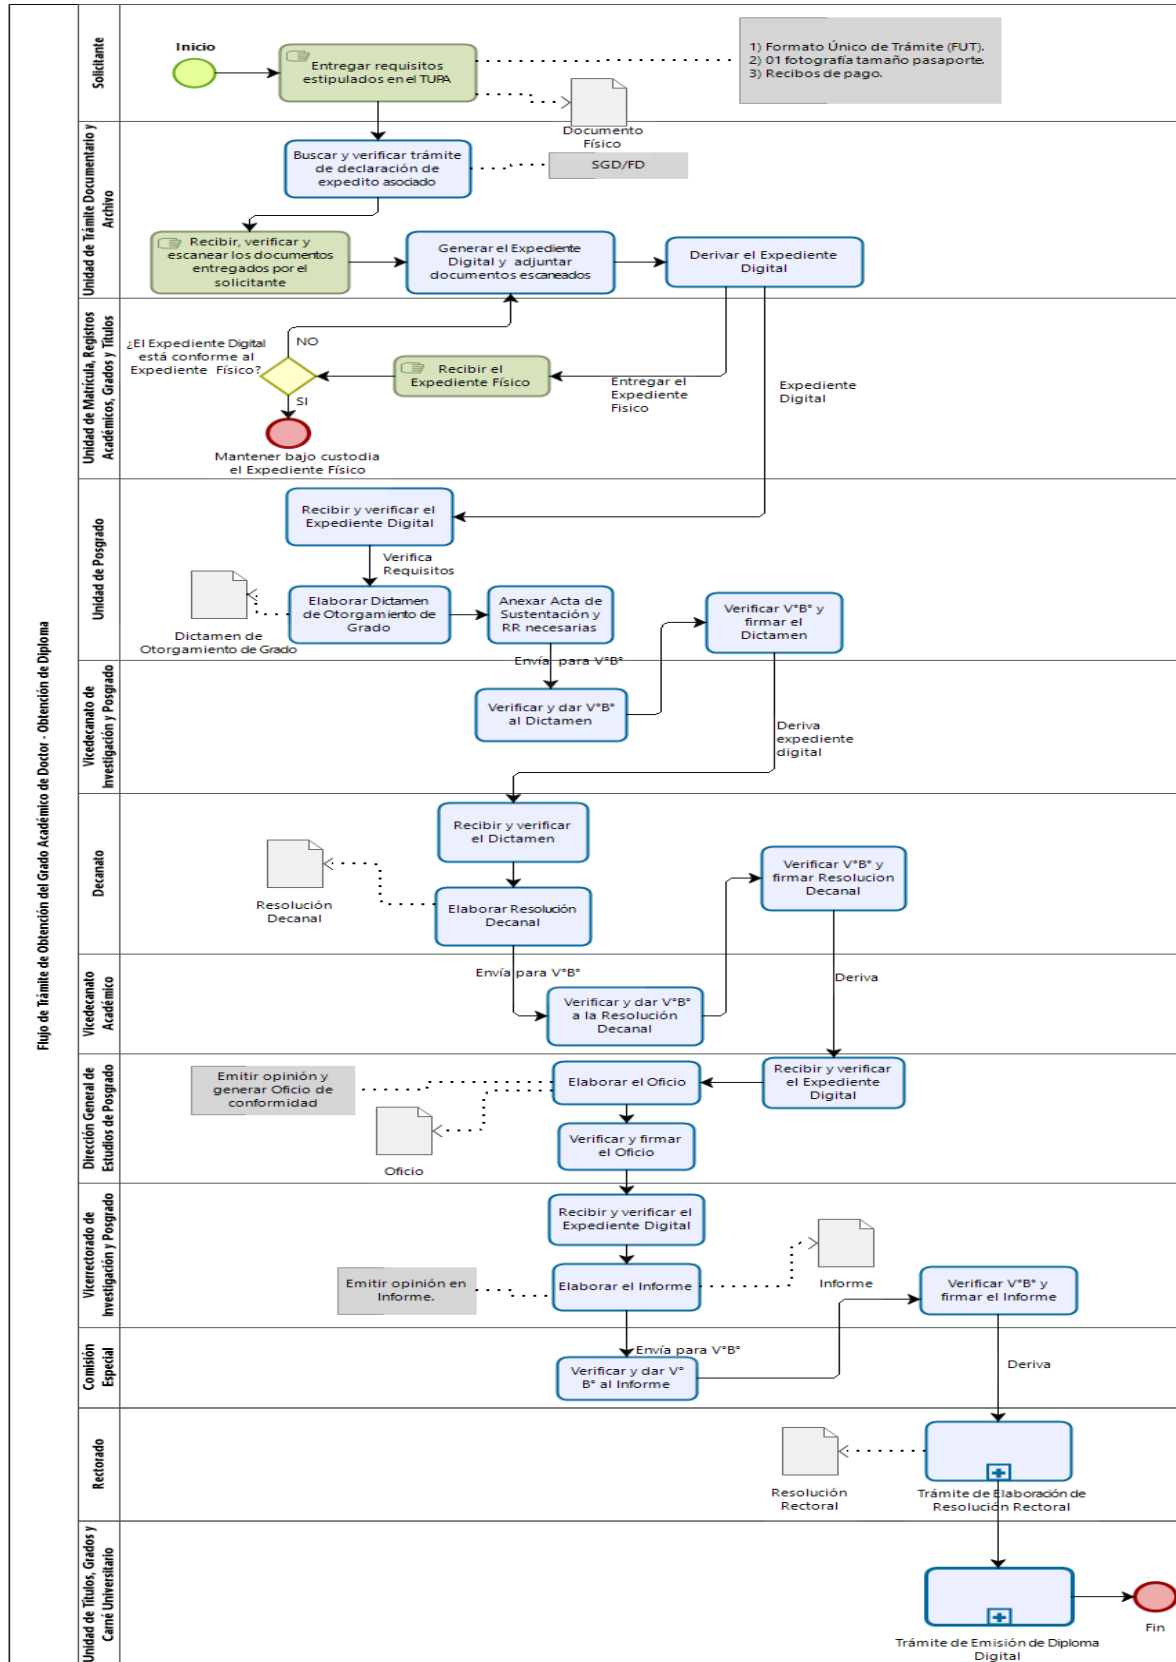 Flujo de Trámite de Obtención del Grado Académico de Doctor - Obtención de Diploma
Solicitante
Inicio
Entregar requisitos
estipulados en el TUPA
1) Formato Único de Trámite (FUT).
2) 01 fotografía tamaño pasaporte.
3) Recibos de pago.
Documento
Físico
Unidad de Trámite Documentario y
Archivo
Buscar y verificar trámite
de declaración de
expedito asociado
SGD/FD
Recibir, verificar y
escanear los documentos
entregados por el
solicitante
Generar el Expediente
Digital y adjuntar
documentos escaneados
Derivar el Expediente
Digital
Unidad de Matrícula, Registros
Académicos, Grados y Títulos
¿El Expediente Digital
está conforme al
Expediente Físico?
NO
SI
Recibir el
Expediente Físico
Entregar el
Expediente
Fisico
Expediente
Digital
Mantener bajo custodia
el Expediente Físico
Unidad de Posgrado
Recibir y verificar el
Expediente Digital
Verifica
Requisitos
Dictamen de
Otorgamiento de Grado
Elaborar Dictamen
de Otorgamiento de
Grado
Anexar Acta de
Sustentación y
RR necesarias
Verificar V°B° y
firmar el
Dictamen
Envía para V°B°
Vicedecanato de
Investigación y Posgrado
Verificar y dar V°B°
al Dictamen
Deriva
expediente
digital
Decanato
Recibir y verificar
el Dictamen
Resolución
Decanal
Elaborar Resolución
Decanal
Verificar V°B° y
firmar Resolucion
Decanal
Vicedecanato
Académico
Envía para V°B°
Verificar y dar V°B°
a la Resolución
Decanal
Deriva
Dirección General de
Estudios de Posgrado
Emitir opinión y
generar Oficio de
conformidad
Elaborar el Oficio
Recibir y verificar
el Expediente
Digital
Oficio
Verificar y firmar
el Oficio
Vicerrectorado de
Investigación y Posgrado
Recibir y verificar el
Expediente Digital
Emitir opinión en
Informe.
Elaborar el Informe
Informe
Verificar V°B° y
firmar el Informe
Comisión
Especial
Envía para V°B°
Verificar y dar V°
B° al Informe
Deriva
Rectorado
Resolución
Rectoral
Trámite de Elaboración de
Resolución Rectoral
Unidad de Títulos, Grados y
Carné Universitario
Trámite de Emisión de Diploma
Digital
Fin